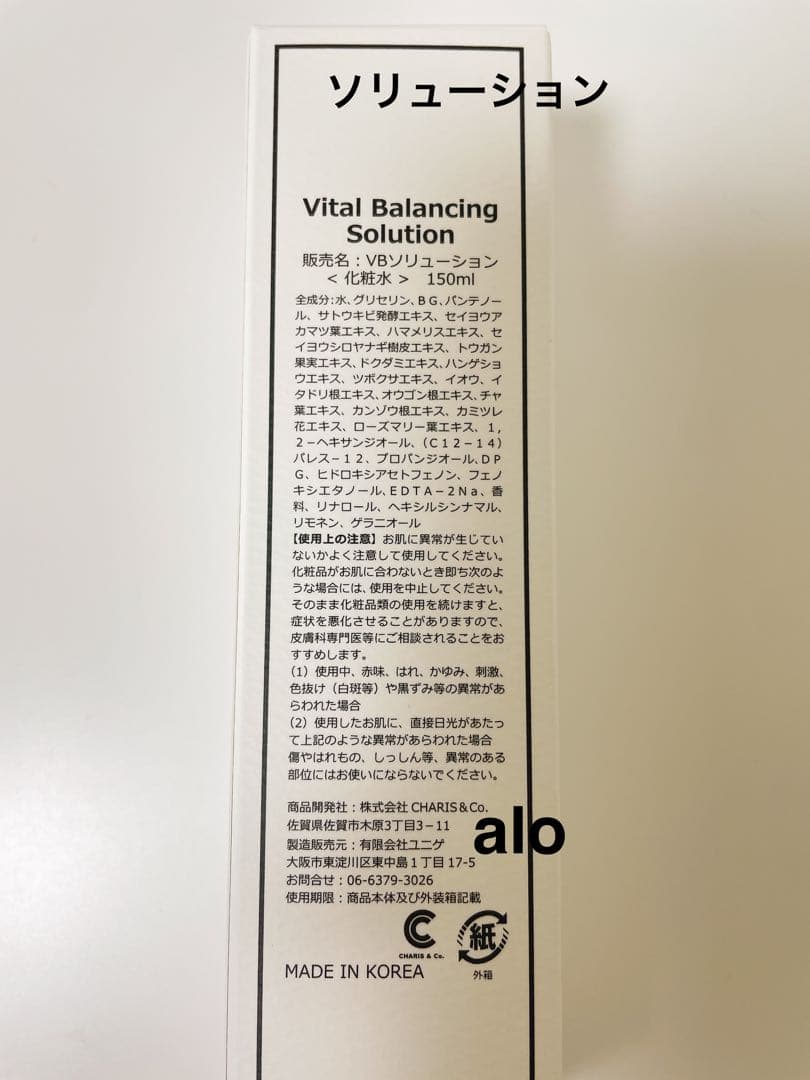 ソリューション
Vital Balancing
Solution
販売名：VBソリューション
＜化粧水＞　150ml
全成分：水、グリセリン、ＢＧ、パンテノー
ル、サトウキビ発酵エキス、セイヨウア
カマツ葉エキス、ハマメリスエキス、セ
イヨウシロヤナギ樹皮エキス、トウガン
果実エキス、ドクダミエキス、ハンゲショ
ウエキス、ツボクサエキス、イオウ、イ
タドリ根エキス、オウゴン根エキス、チャ
葉エキス、カンゾウ根エキス、カミツレ
花エキス、ローズマリー葉エキス、１，
２－ヘキサンジオール、（Ｃ１２－１４）
パレス－１２、プロパンジオール、ＤＰ
Ｇ、ヒドロキシアセトフェノン、フェノ
キシエタノール、ＥＤＴＡ－２Ｎａ、香
料、リナロール、ヘキシルシンナマル、
リモネン、ゲラニオール
【使用上の注意】お肌に異常が生じてい
ないかよく注意して使用してください。
化粧品がお肌に合わないとき即ち次のよ
うな場合には、使用を中止してください。
そのまま化粧品類の使用を続けますと、
症状を悪化させることがありますので、
皮膚科専門医等にご相談されることをお
すすめします。
（1）使用中、赤味、はれ、かゆみ、刺激、
色抜け（白斑等）や黒ずみ等の異常があ
らわれた場合
（2）使用したお肌に、直接日光があたっ
て上記のような異常があらわれた場合
傷やはれもの、しっしん等、異常のある
部位にはお使いにならないでください。
商品開発社：株式会社 CHARIS＆Co.
佐賀県佐賀市木原3丁目3－11
alo
製造販売元：有限会社ユニゲ
大阪市東淀川区東中島１丁目 17-5
お問合せ：06-6379-3026
使用期限：商品本体及び外装箱記載
CHARIS & Co.
紙
外箱
MADE IN KOREA